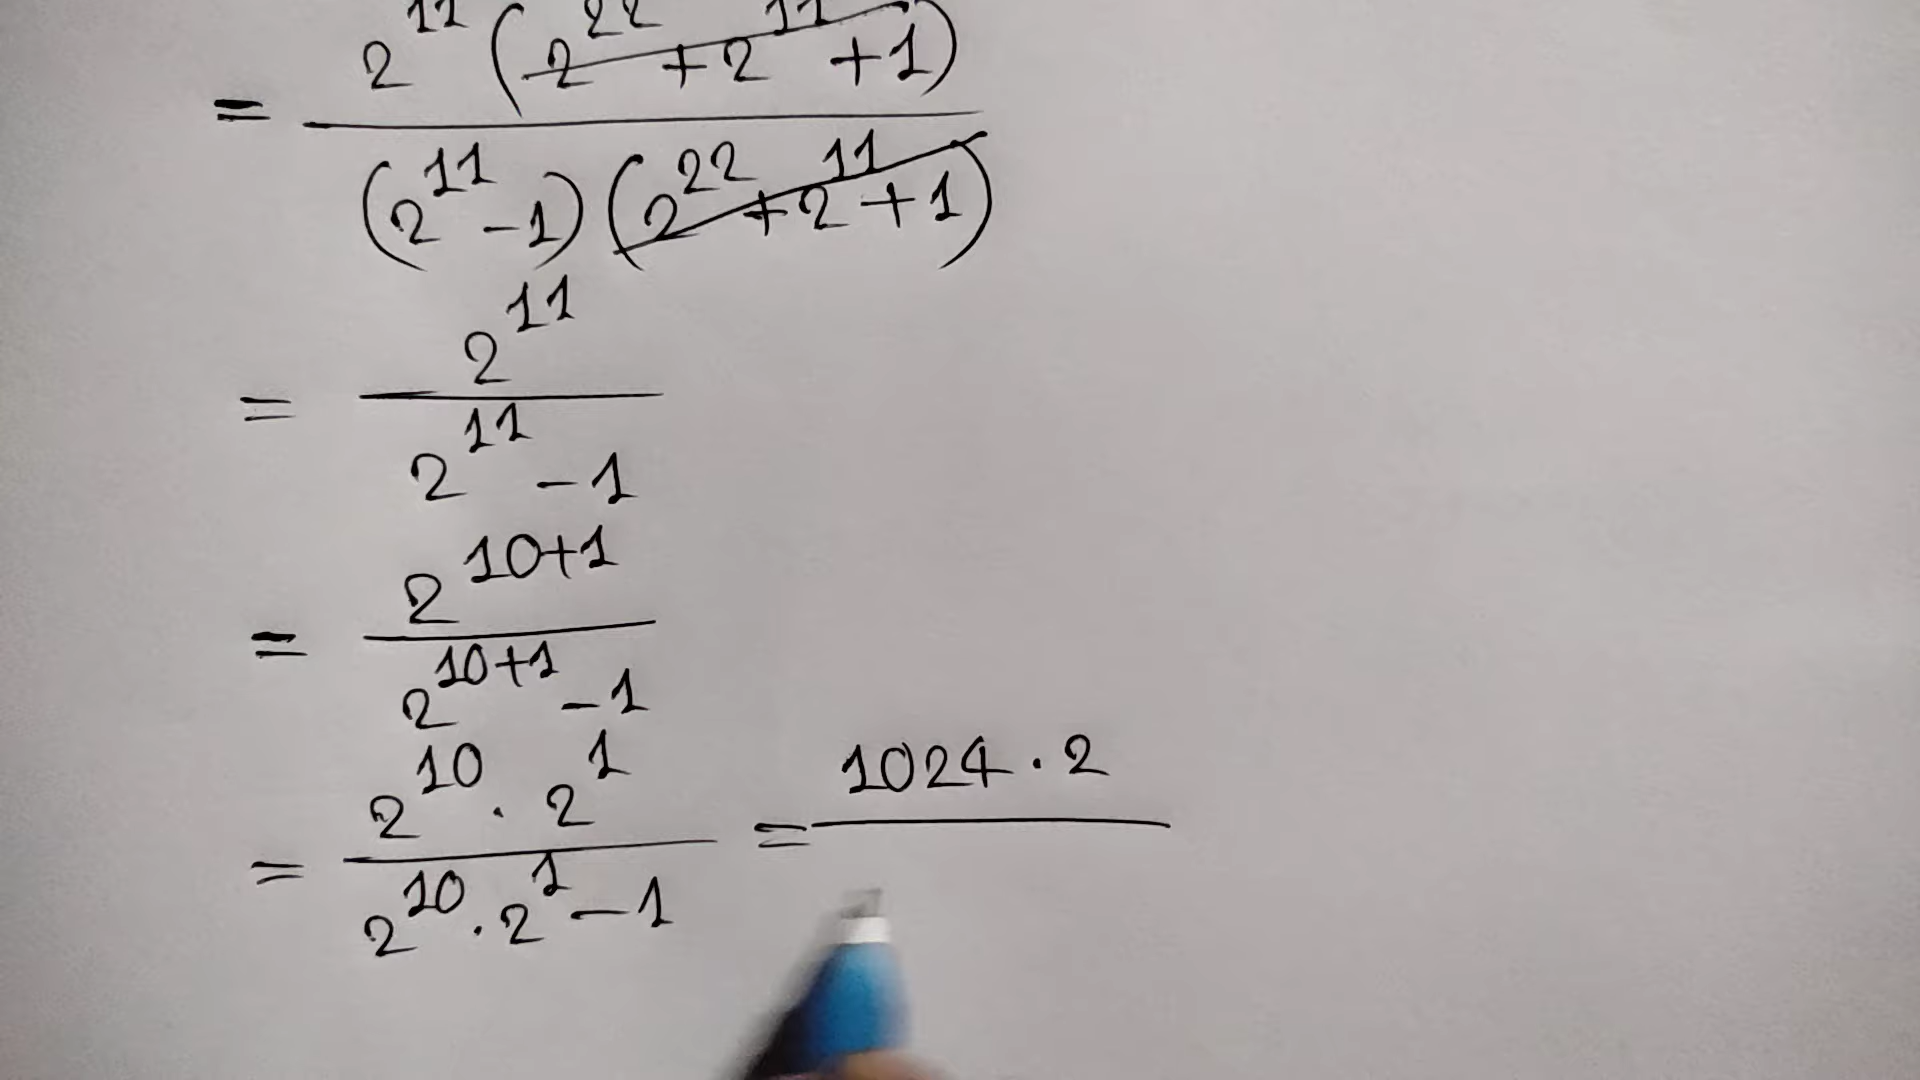 = 2^11 (2^22 + 2^11 + 1) / (2^11 - 1) (2^22 + 2^11 + 1)
= 2^11 / 2^11 - 1
= 2^10+1 / 2^10+1 - 1
= 2^10 · 2^1 / 2^10 · 2^1 - 1 = 1024 · 2